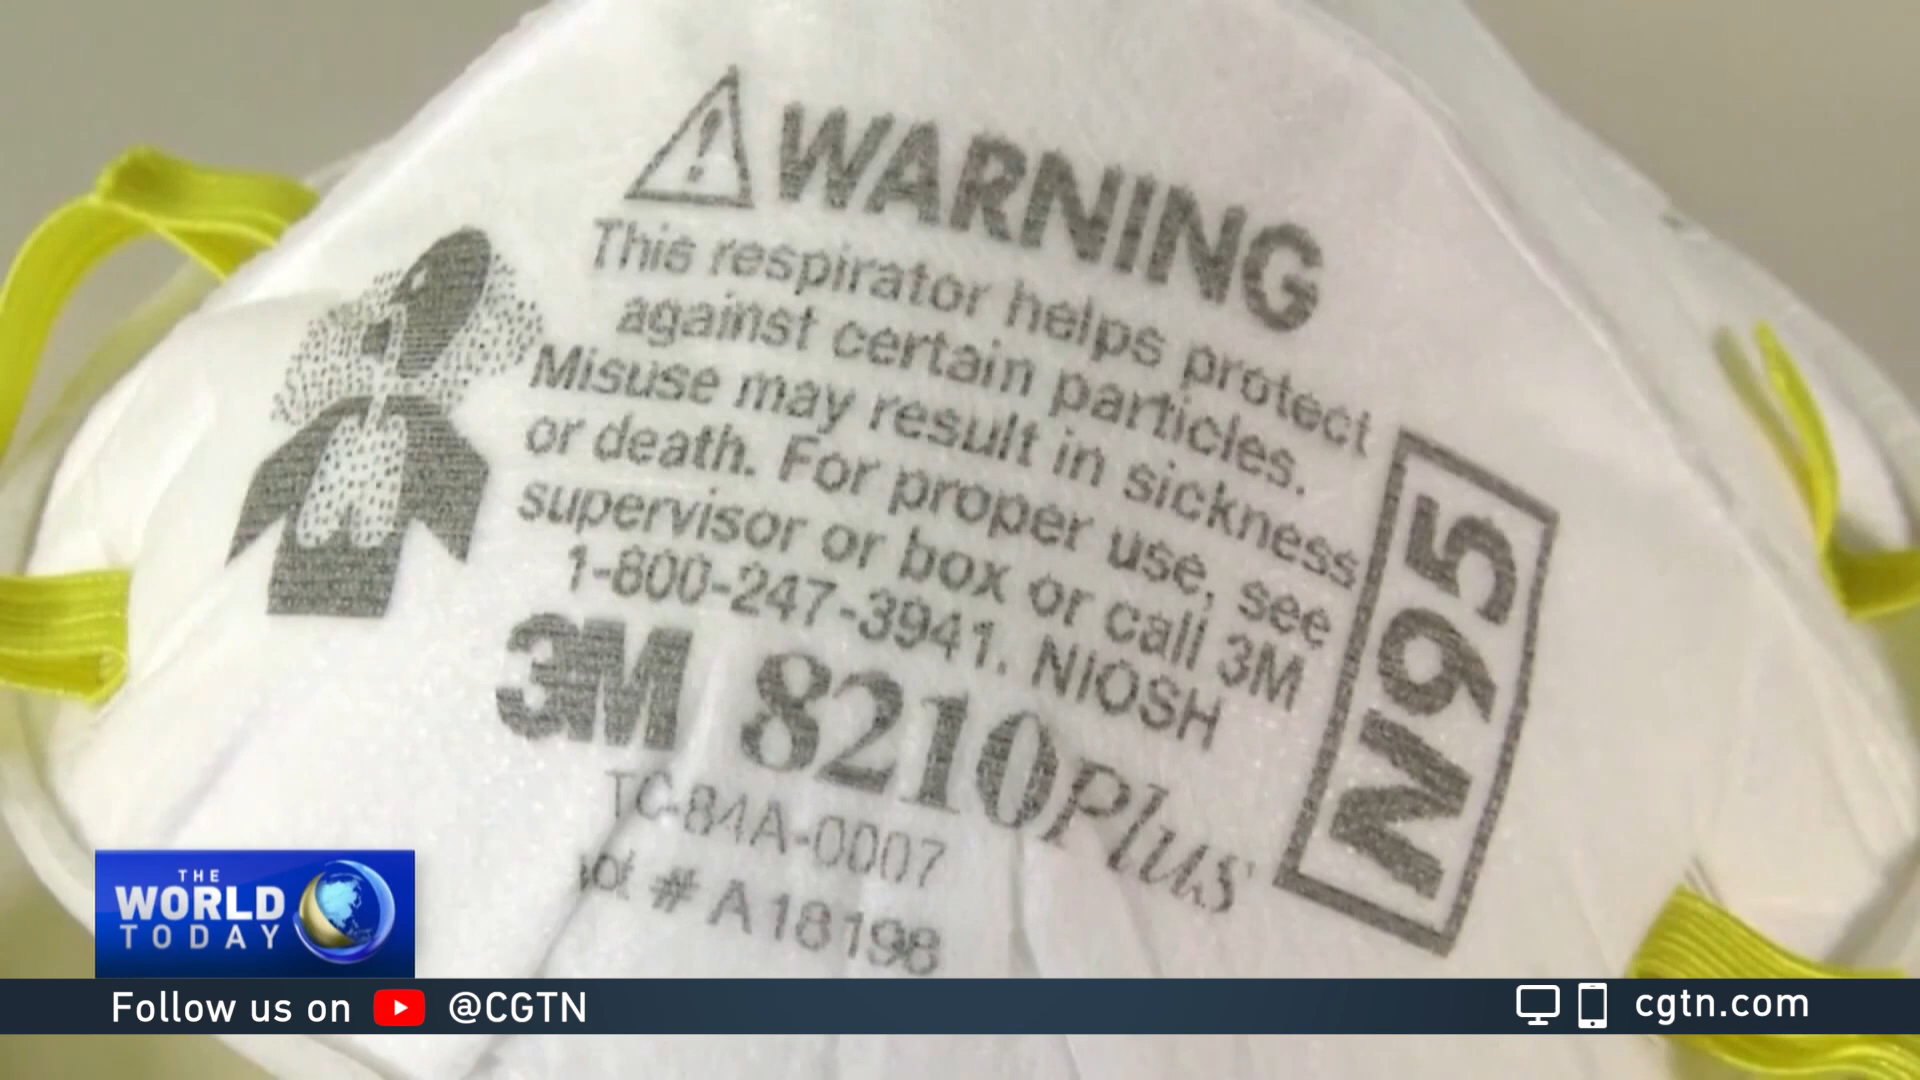 WARNING
This respirator helps protect
against certain particles.
Misuse may result in sickness
or death. For proper use, see
supervisor or box or call 3M
1-800-247-3941. NIOSH
3M 8210Plus
N95
TC-84A-0007
Lot # A18198
THE
WORLD
TODAY
Follow us on @CGTN
cgtn.com